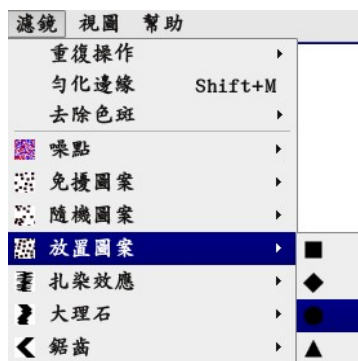 濾鏡 視圖 幫助
重復操作
勻化邊緣 Shift+M
去除色斑
噪點
免擾圖案
隨機圖案
放置圖案
扎染效應
大理石
鋸齒